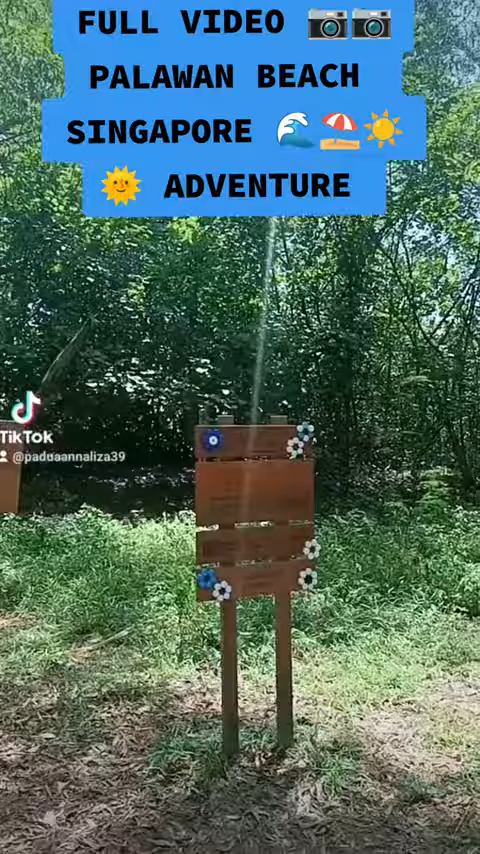 FULL VIDEO 📷📷
PALAWAN BEACH
SINGAPORE 🌊⛱️☀️
🌞 ADVENTURE
TikTok
@paduaannaliza39